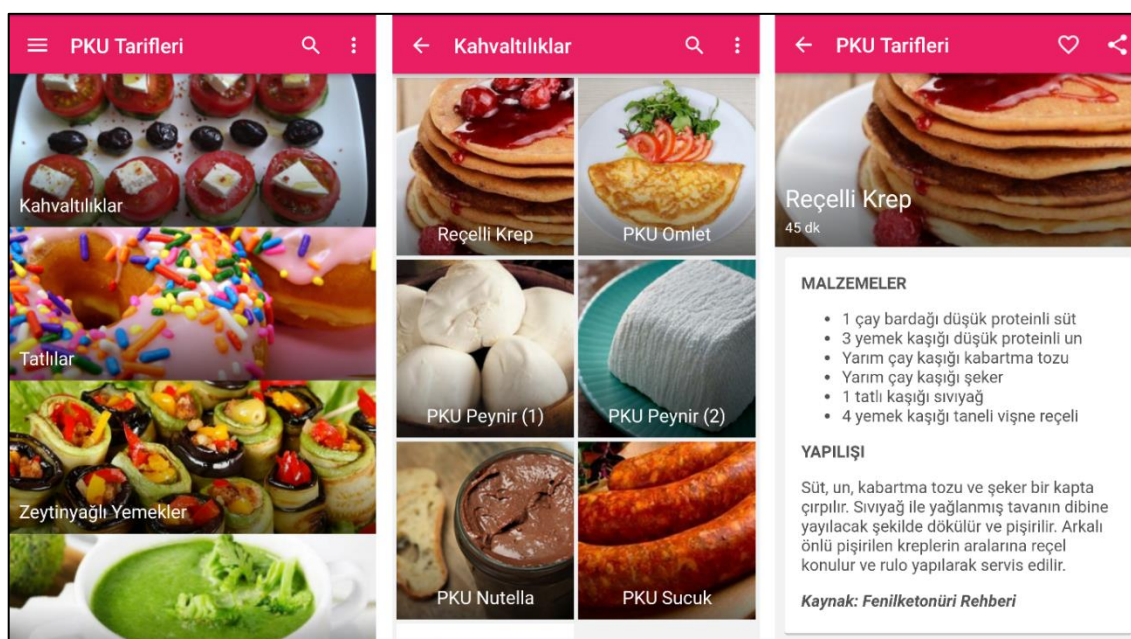 PKU Tarifleri
Kahvaltılıklar
Tatlılar
Zeytinyağlı Yemekler
Kahvaltılıklar
Reçelli Krep
PKU Omlet
PKU Peynir (1)
PKU Peynir (2)
PKU Nutella
PKU Sucuk
PKU Tarifleri
Reçelli Krep
45 dk
MALZEMELER
• 1 çay bardağı düşük proteinli süt
• 3 yemek kaşığı düşük proteinli un
• Yarım çay kaşığı kabartma tozu
• Yarım çay kaşığı şeker
• 1 tatlı kaşığı sıvıyağ
• 4 yemek kaşığı taneli vişne reçeli
YAPILIŞI
Süt, un, kabartma tozu ve şeker bir kapta
çırpılır. Sıvıyağ ile yağlanmış tavanın dibine
yayılacak şekilde dökülür ve pişirilir. Arkalı
önlü pişirilen kreplerin aralarına reçel
konulur ve rulo yapılarak servis edilir.
Kaynak: Fenilketonüri Rehberi